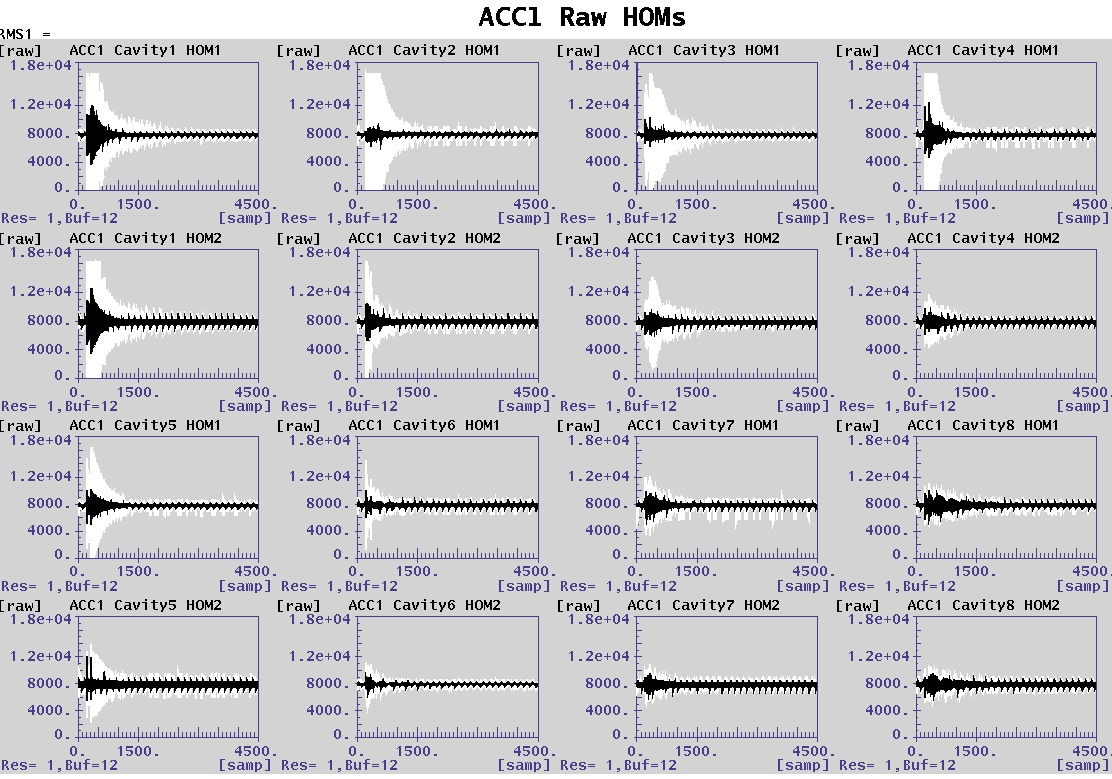 ACC1 Raw HOMs
RMS1 =
[raw] ACC1 Cavity1 HOM1 [raw] ACC1 Cavity2 HOM1 [raw] ACC1 Cavity3 HOM1 [raw] ACC1 Cavity4 HOM1
1.8e+04 1.8e+04 1.8e+04 1.8e+04
1.2e+04 1.2e+04 1.2e+04 1.2e+04
8000. 8000. 8000. 8000.
4000. 4000. 4000. 4000.
0. 0. 0. 0.
0. 1500. 4500. 0. 1500. 4500. 0. 1500. 4500. 0. 1500. 4500.
Res= 1,Buf=12 [samp] Res= 1,Buf=12 [samp] Res= 1,Buf=12 [samp] Res= 1,Buf=12 [samp]
[raw] ACC1 Cavity1 HOM2 [raw] ACC1 Cavity2 HOM2 [raw] ACC1 Cavity3 HOM2 [raw] ACC1 Cavity4 HOM2
1.8e+04 1.8e+04 1.8e+04 1.8e+04
1.2e+04 1.2e+04 1.2e+04 1.2e+04
8000. 8000. 8000. 8000.
4000. 4000. 4000. 4000.
0. 0. 0. 0.
0. 1500. 4500. 0. 1500. 4500. 0. 1500. 4500. 0. 1500. 4500.
Res= 1,Buf=12 [samp] Res= 1,Buf=12 [samp] Res= 1,Buf=12 [samp] Res= 1,Buf=12 [samp]
[raw] ACC1 Cavity5 HOM1 [raw] ACC1 Cavity6 HOM1 [raw] ACC1 Cavity7 HOM1 [raw] ACC1 Cavity8 HOM1
1.8e+04 1.8e+04 1.8e+04 1.8e+04
1.2e+04 1.2e+04 1.2e+04 1.2e+04
8000. 8000. 8000. 8000.
4000. 4000. 4000. 4000.
0. 0. 0. 0.
0. 1500. 4500. 0. 1500. 4500. 0. 1500. 4500. 0. 1500. 4500.
Res= 1,Buf=12 [samp] Res= 1,Buf=12 [samp] Res= 1,Buf=12 [samp] Res= 1,Buf=12 [samp]
[raw] ACC1 Cavity5 HOM2 [raw] ACC1 Cavity6 HOM2 [raw] ACC1 Cavity7 HOM2 [raw] ACC1 Cavity8 HOM2
1.8e+04 1.8e+04 1.8e+04 1.8e+04
1.2e+04 1.2e+04 1.2e+04 1.2e+04
8000. 8000. 8000. 8000.
4000. 4000. 4000. 4000.
0. 0. 0. 0.
0. 1500. 4500. 0. 1500. 4500. 0. 1500. 4500. 0. 1500. 4500.
Res= 1,Buf=12 [samp] Res= 1,Buf=12 [samp] Res= 1,Buf=12 [samp] Res= 1,Buf=12 [samp]